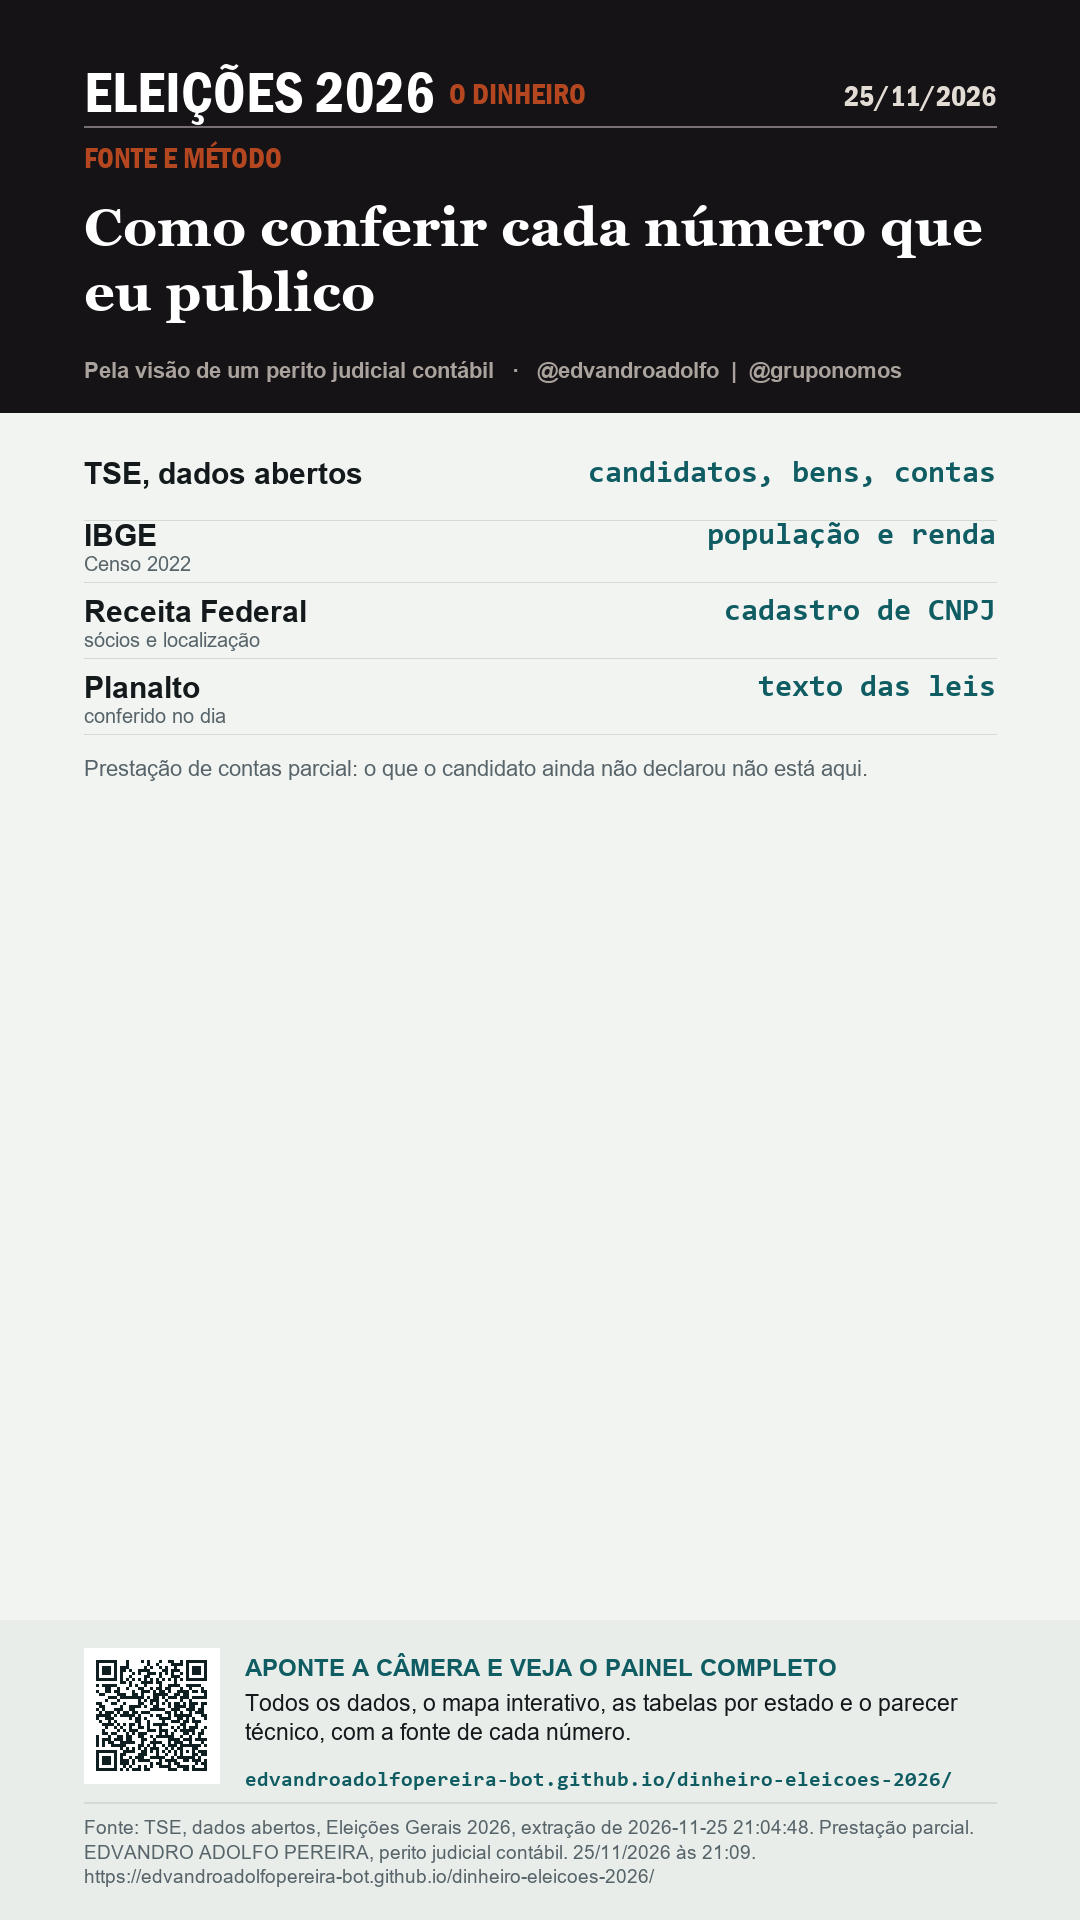 ELEIÇÕES 2026 O DINHEIRO 25/11/2026
FONTE E MÉTODO
Como conferir cada número que
eu publico
Pela visão de um perito judicial contábil · @edvandroadolfo | @gruponomos
TSE, dados abertos candidatos, bens, contas
IBGE população e renda
Censo 2022
Receita Federal cadastro de CNPJ
sócios e localização
Planalto texto das leis
conferido no dia
Prestação de contas parcial: o que o candidato ainda não declarou não está aqui.
APONTE A CÂMERA E VEJA O PAINEL COMPLETO
Todos os dados, o mapa interativo, as tabelas por estado e o parecer
técnico, com a fonte de cada número.
edvandroadolfopereira-bot.github.io/dinheiro-eleicoes-2026/
Fonte: TSE, dados abertos, Eleições Gerais 2026, extração de 2026-11-25 21:04:48. Prestação parcial.
EDVANDRO ADOLFO PEREIRA, perito judicial contábil. 25/11/2026 às 21:09.
https://edvandroadolfopereira-bot.github.io/dinheiro-eleicoes-2026/